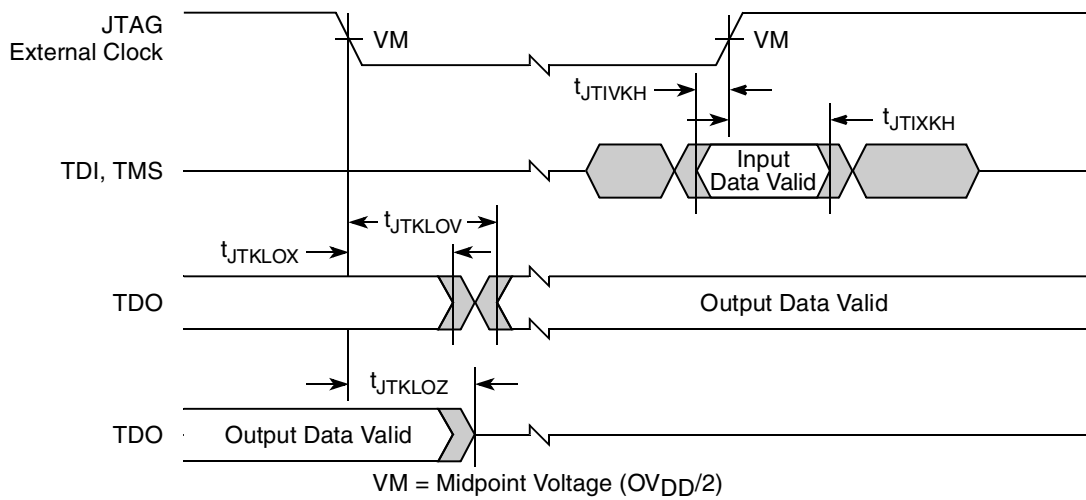 JTAG
External Clock
VM
VM
tJTIVKH
tJTIXKH
TDI, TMS
Input
Data Valid
tJTKLOV
tJTKLOX
TDO
Output Data Valid
tJTKLOZ
TDO
Output Data Valid
VM = Midpoint Voltage (OVDD/2)